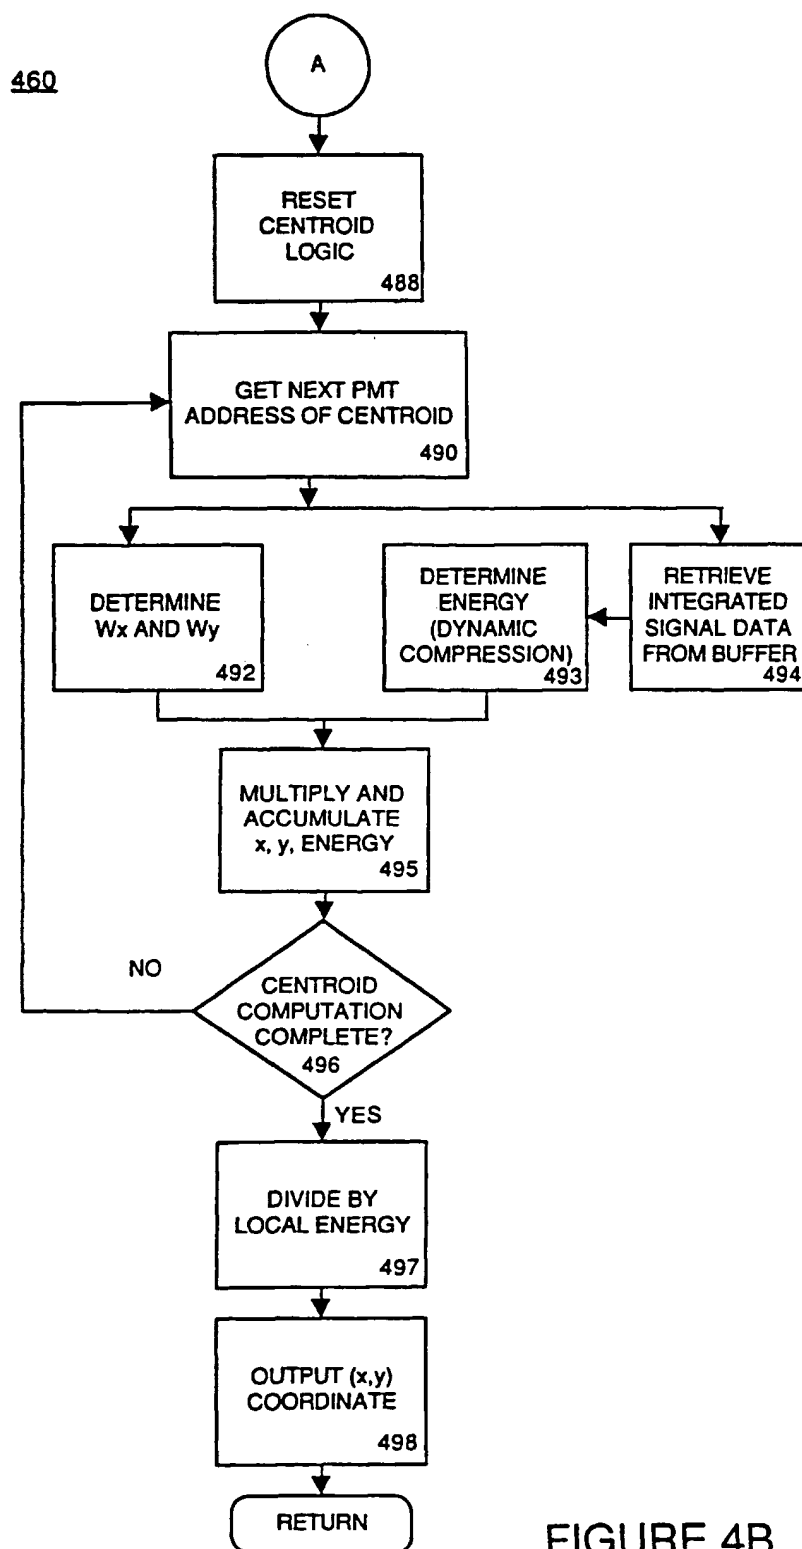 460
A
RESET
CENTROID
LOGIC
488
GET NEXT PMT
ADDRESS OF CENTROID
490
DETERMINE
Wx AND Wy
492
DETERMINE
ENERGY
(DYNAMIC
COMPRESSION)
493
RETRIEVE
INTEGRATED
SIGNAL DATA
FROM BUFFER
494
MULTIPLY AND
ACCUMULATE
x, y, ENERGY
495
NO
CENTROID
COMPUTATION
COMPLETE?
496
YES
DIVIDE BY
LOCAL ENERGY
497
OUTPUT (x,y)
COORDINATE
498
RETURN
FIGURE 4B